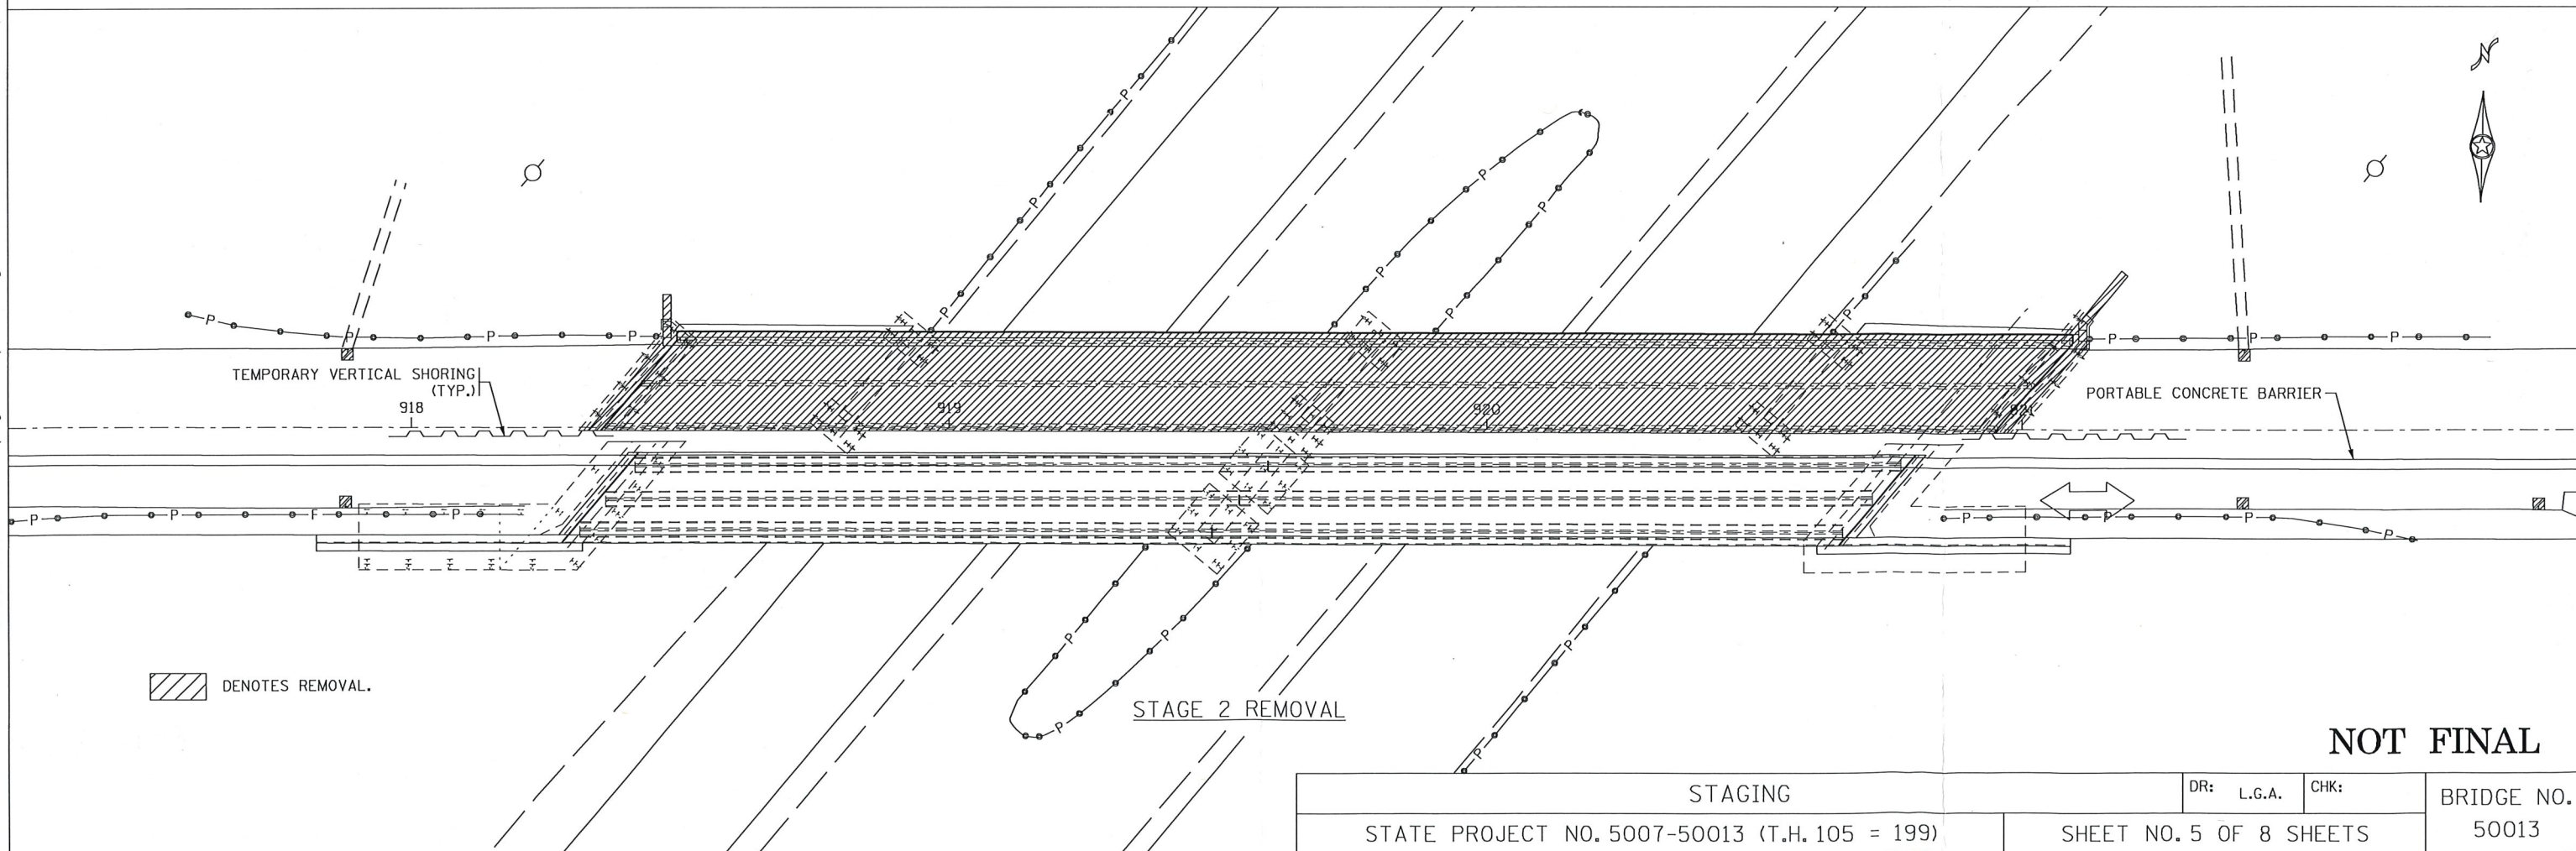 N
TEMPORARY VERTICAL SHORING
(TYP.)
918
919
920
921
PORTABLE CONCRETE BARRIER
DENOTES REMOVAL.
STAGE 2 REMOVAL
NOT FINAL
STAGING
DR: L.G.A.
CHK:
BRIDGE NO.
50013
STATE PROJECT NO. 5007-50013 (T.H. 105 = 199)
SHEET NO. 5 OF 8 SHEETS